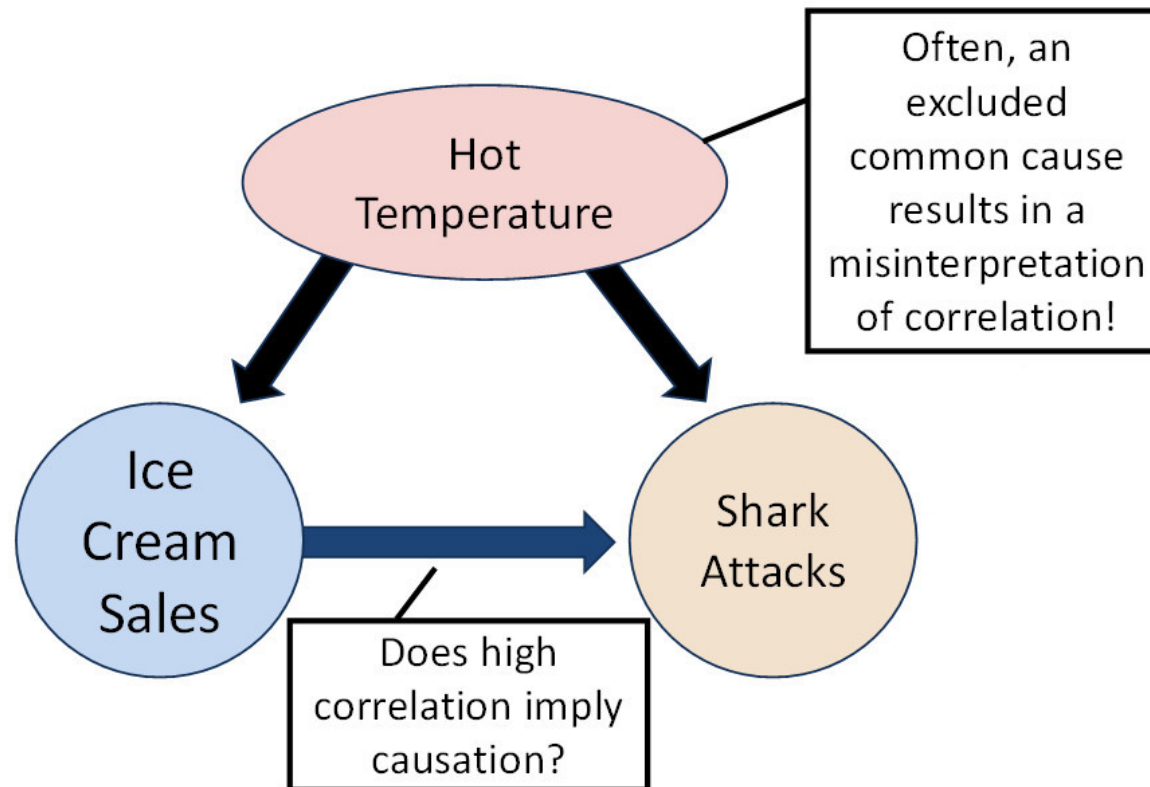 Often, an
excluded
common cause
results in a
misinterpretation
of correlation!
Hot
Temperature
Ice
Cream
Sales
Shark
Attacks
Does high
correlation imply
causation?